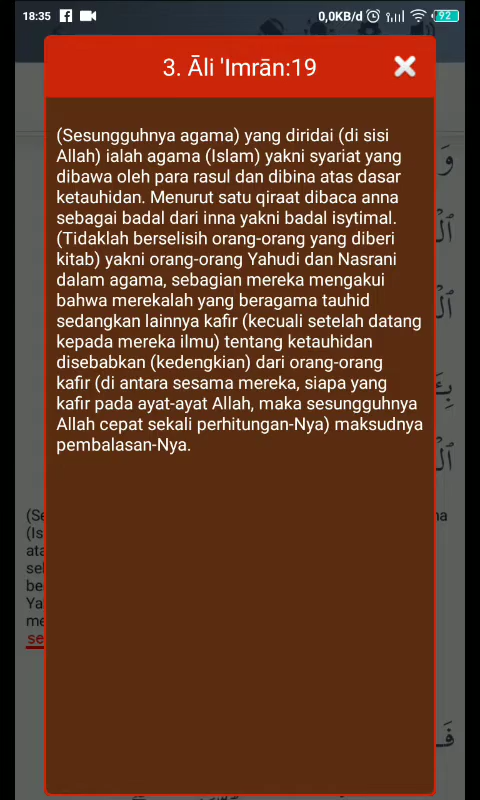 18:35
0,0KB/d
92
3. Āli 'Imrān:19
(Sesungguhnya agama) yang diridai (di sisi
Allah) ialah agama (Islam) yakni syariat yang
dibawa oleh para rasul dan dibina atas dasar
ketauhidan. Menurut satu qiraat dibaca anna
sebagai badal dari inna yakni badal isytimal.
(Tidaklah berselisih orang-orang yang diberi
kitab) yakni orang-orang Yahudi dan Nasrani
dalam agama, sebagian mereka mengakui
bahwa merekalah yang beragama tauhid
sedangkan lainnya kafir (kecuali setelah datang
kepada mereka ilmu) tentang ketauhidan
disebabkan (kedengkian) dari orang-orang
kafir (di antara sesama mereka, siapa yang
kafir pada ayat-ayat Allah, maka sesungguhnya
Allah cepat sekali perhitungan-Nya) maksudnya
pembalasan-Nya.